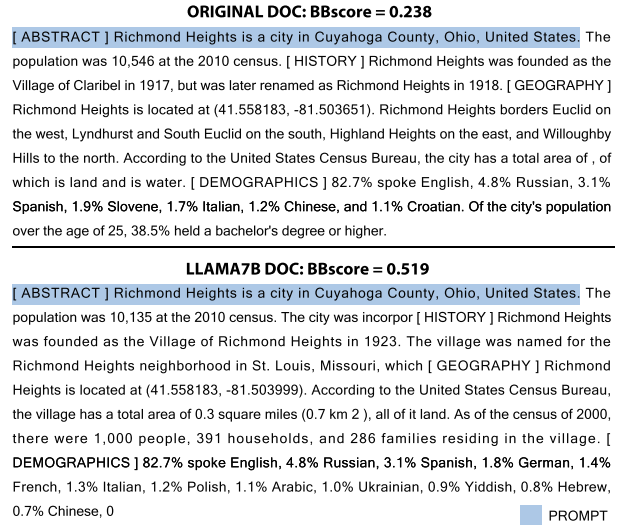 ORIGINAL DOC: BBscore = 0.238
[ ABSTRACT ] Richmond Heights is a city in Cuyahoga County, Ohio, United States. The
population was 10,546 at the 2010 census. [ HISTORY ] Richmond Heights was founded as the
Village of Claribel in 1917, but was later renamed as Richmond Heights in 1918. [ GEOGRAPHY ]
Richmond Heights is located at (41.558183, -81.503651). Richmond Heights borders Euclid on
the west, Lyndhurst and South Euclid on the south, Highland Heights on the east, and Willoughby
Hills to the north. According to the United States Census Bureau, the city has a total area of , of
which is land and is water. [ DEMOGRAPHICS ] 82.7% spoke English, 4.8% Russian, 3.1%
Spanish, 1.9% Slovene, 1.7% Italian, 1.2% Chinese, and 1.1% Croatian. Of the city's population
over the age of 25, 38.5% held a bachelor's degree or higher.
LLAMA7B DOC: BBscore = 0.519
[ ABSTRACT ] Richmond Heights is a city in Cuyahoga County, Ohio, United States. The
population was 10,135 at the 2010 census. The city was incorpor [ HISTORY ] Richmond Heights
was founded as the Village of Richmond Heights in 1923. The village was named for the
Richmond Heights neighborhood in St. Louis, Missouri, which [ GEOGRAPHY ] Richmond
Heights is located at (41.558183, -81.503999). According to the United States Census Bureau,
the village has a total area of 0.3 square miles (0.7 km 2 ), all of it land. As of the census of 2000,
there were 1,000 people, 391 households, and 286 families residing in the village. [
DEMOGRAPHICS ] 82.7% spoke English, 4.8% Russian, 3.1% Spanish, 1.8% German, 1.4%
French, 1.3% Italian, 1.2% Polish, 1.1% Arabic, 1.0% Ukrainian, 0.9% Yiddish, 0.8% Hebrew,
0.7% Chinese, 0
PROMPT